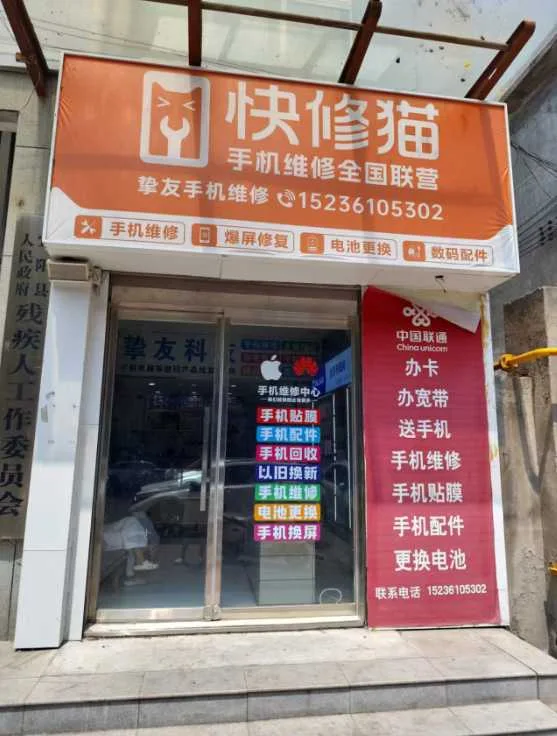 快修猫
手机维修全国联营
挚友手机维修 15236105302
手机维修 爆屏修复 电池更换 数码配件
人民政府
阳县
残疾人工作委员会
挚友科
手机维修中心
手机贴膜
手机配件
手机回收
以旧换新
手机维修
电池更换
手机换屏
中国联通
China unicom
办卡
办宽带
送手机
手机维修
手机贴膜
手机配件
更换电池
联系电话 15236105302